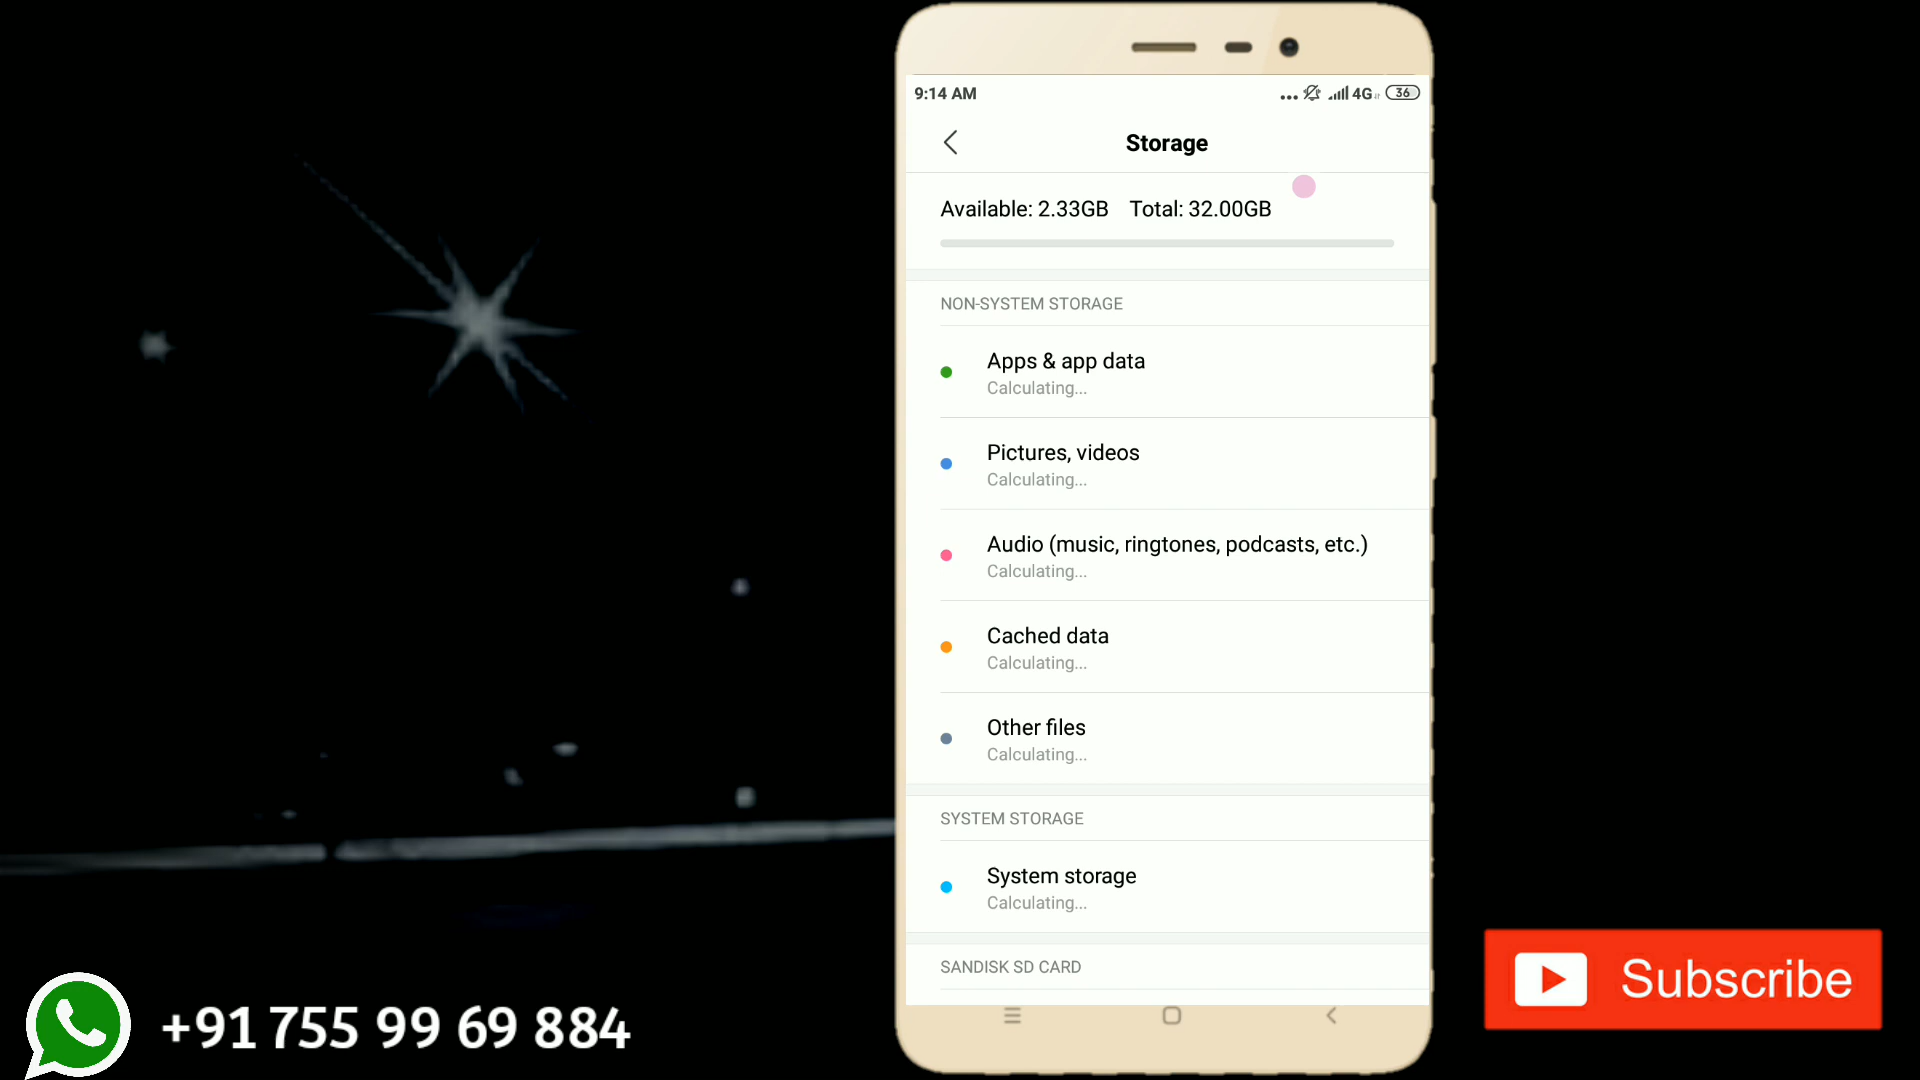 9:14 AM
4G 36
Storage
Available: 2.33GB Total: 32.00GB
NON-SYSTEM STORAGE
Apps & app data
Calculating...
Pictures, videos
Calculating...
Audio (music, ringtones, podcasts, etc.)
Calculating...
Cached data
Calculating...
Other files
Calculating...
SYSTEM STORAGE
System storage
Calculating...
SANDISK SD CARD
+91 755 99 69 884
Subscribe